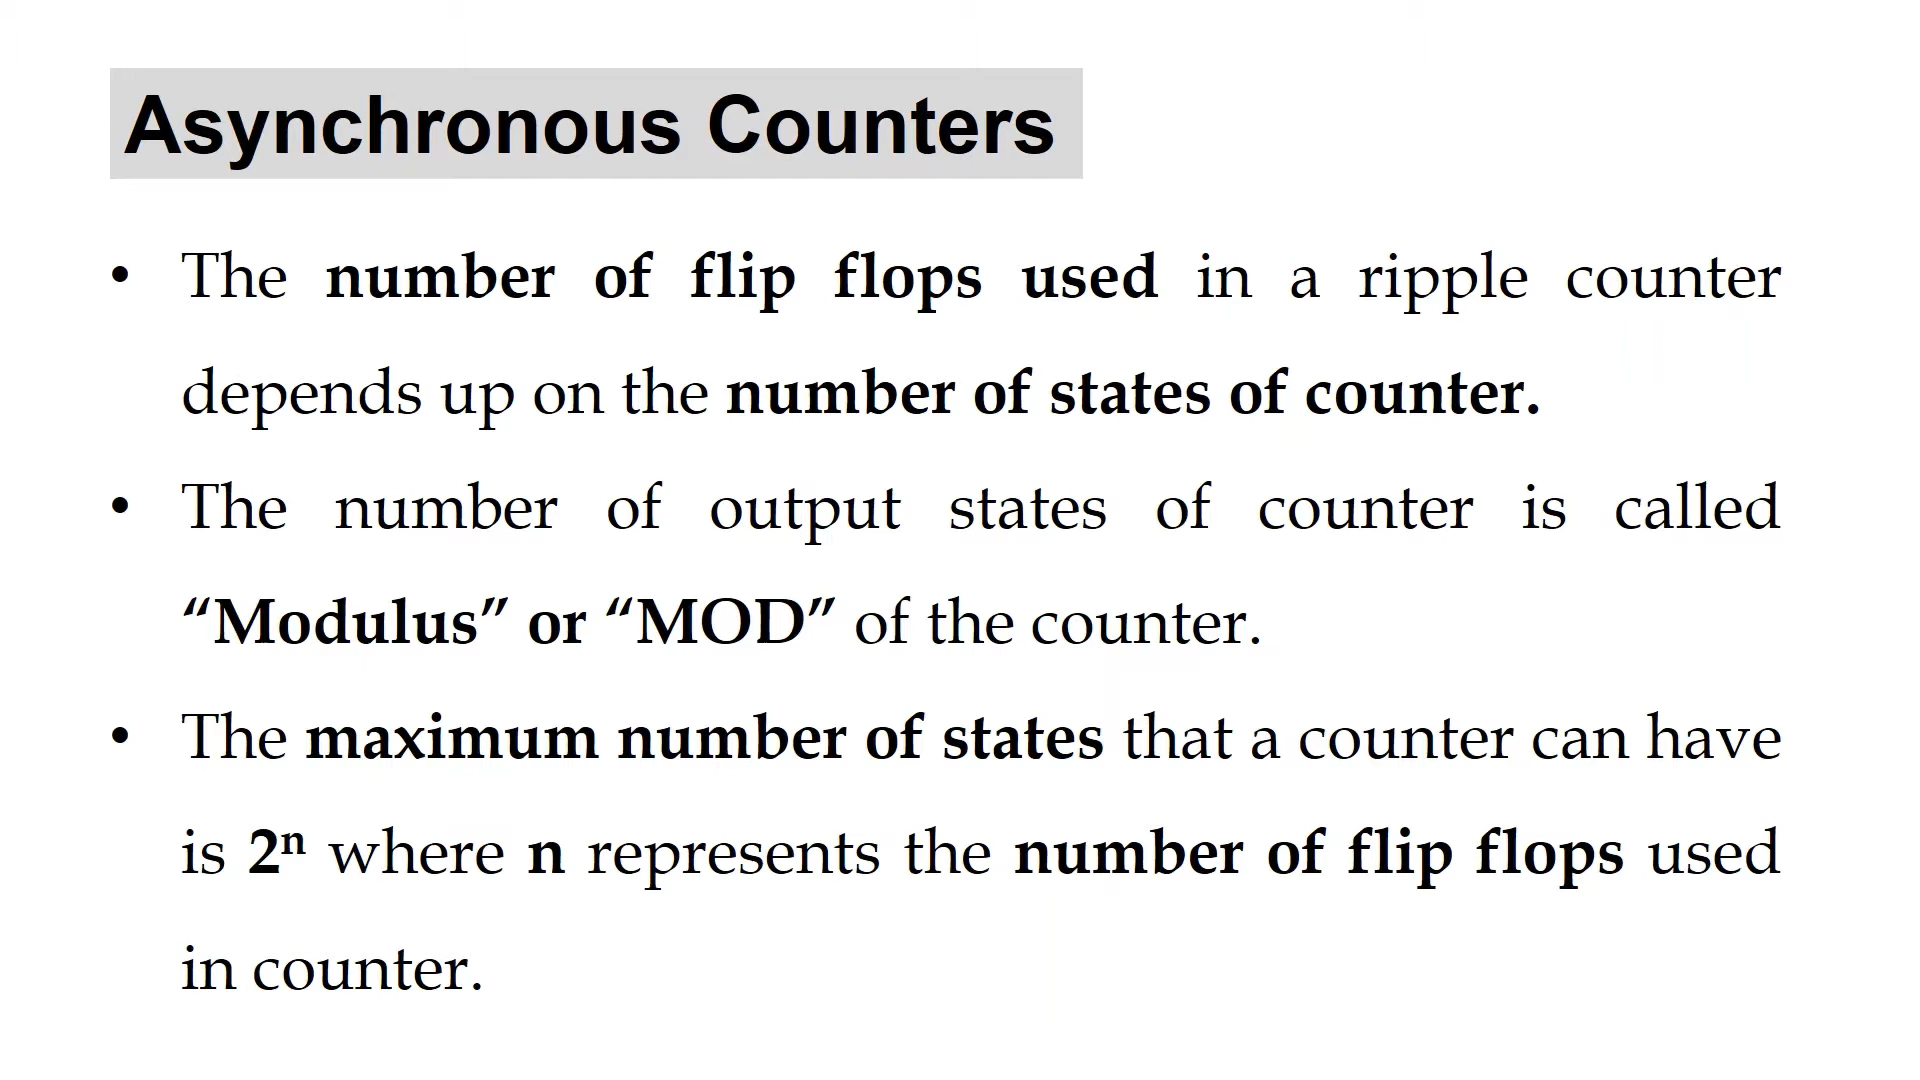 Asynchronous Counters
• The number of flip flops used in a ripple counter
depends up on the number of states of counter.
• The number of output states of counter is called
“Modulus” or “MOD” of the counter.
• The maximum number of states that a counter can have
is 2ⁿ where n represents the number of flip flops used
in counter.